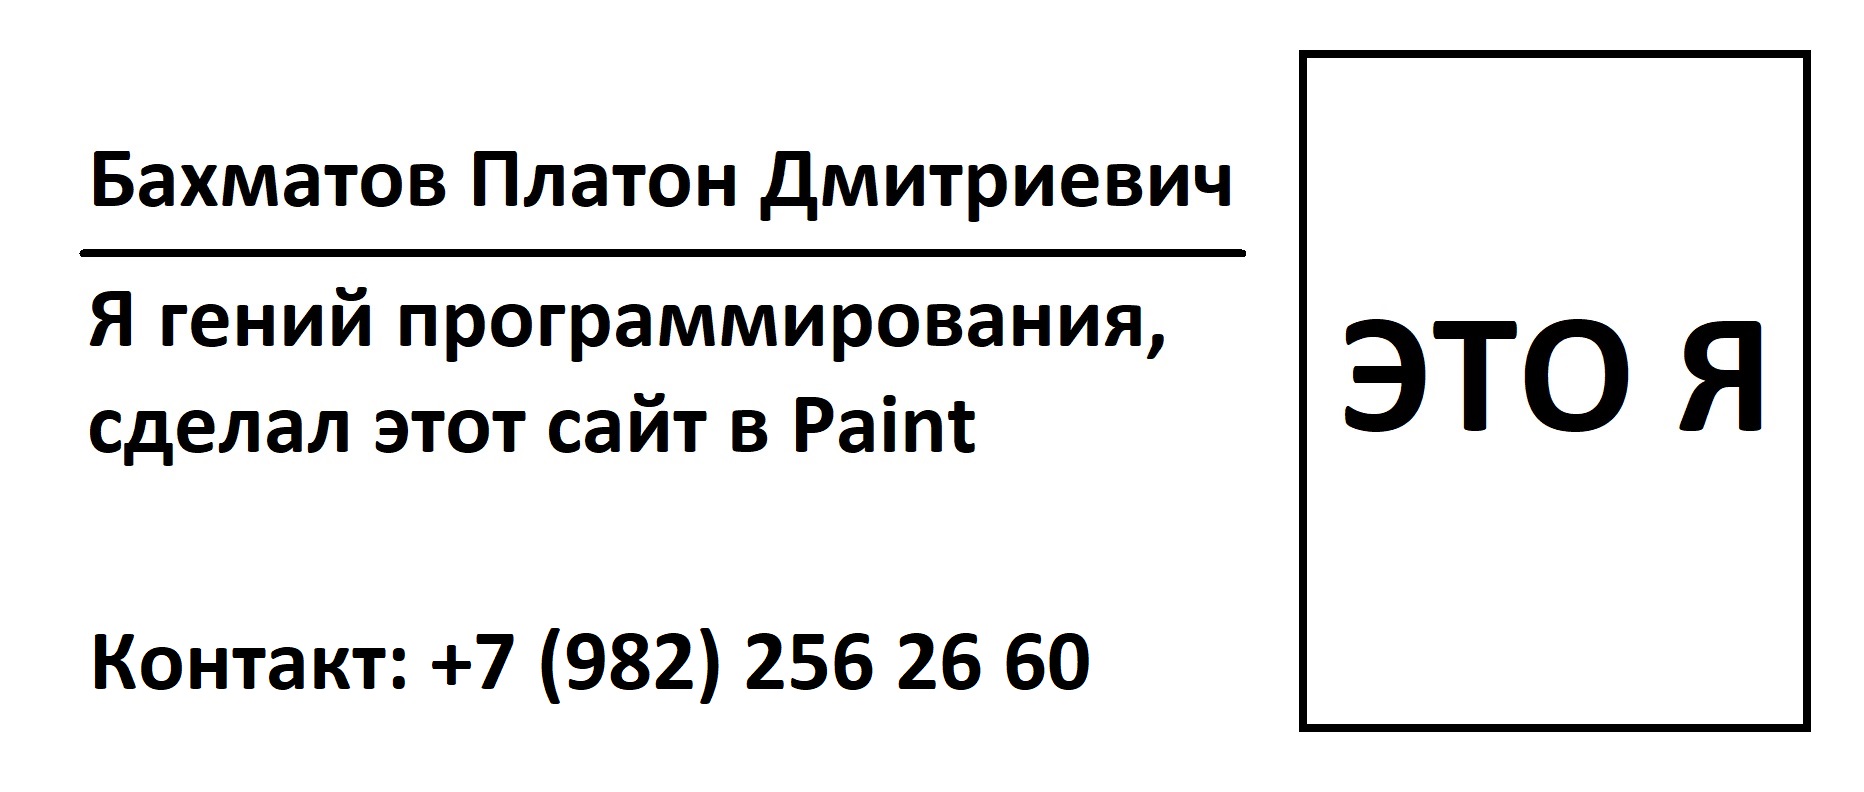 Бахматов Платон Дмитриевич
Я гений программирования,
сделал этот сайт в Paint
Контакт: +7 (982) 256 26 60
ЭТО Я